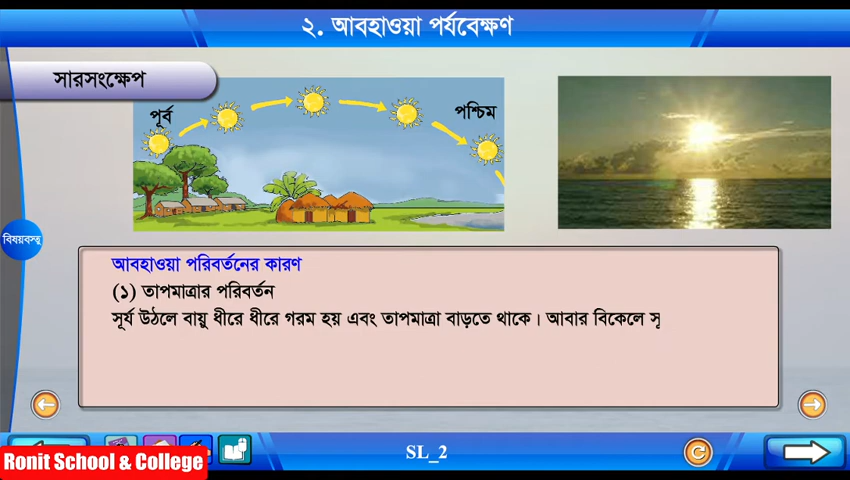 ২. আবহাওয়া পর্যবেক্ষণ
সারসংক্ষেপ
পূর্ব
পশ্চিম
বিষয়বস্তু
আবহাওয়া পরিবর্তনের কারণ
(১) তাপমাত্রার পরিবর্তন
সূর্য উঠলে বায়ু ধীরে ধীরে গরম হয় এবং তাপমাত্রা বাড়তে থাকে। আবার বিকেলে সূ
SL_2
Ronit School & College